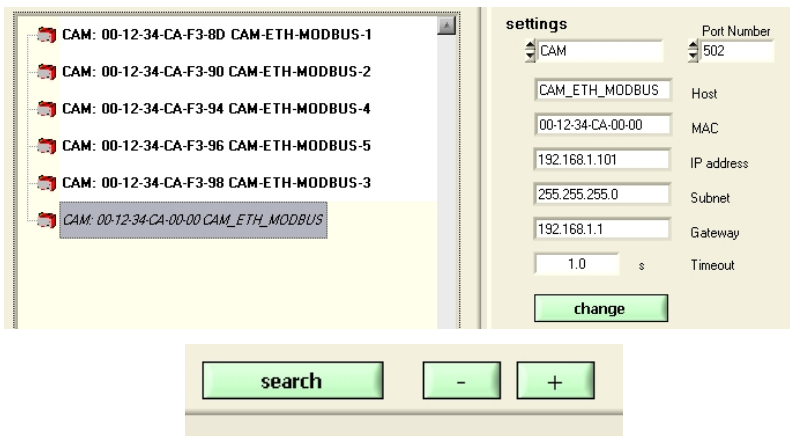 CAM: 00-12-34-CA-F3-8D CAM-ETH-MODBUS-1
CAM: 00-12-34-CA-F3-90 CAM-ETH-MODBUS-2
CAM: 00-12-34-CA-F3-94 CAM-ETH-MODBUS-4
CAM: 00-12-34-CA-F3-96 CAM-ETH-MODBUS-5
CAM: 00-12-34-CA-F3-98 CAM-ETH-MODBUS-3
CAM: 00-12-34-CA-00-00 CAM_ETH_MODBUS
settings
Port Number
CAM 502
CAM_ETH_MODBUS Host
00-12-34-CA-00-00 MAC
192.168.1.101 IP address
255.255.255.0 Subnet
192.168.1.1 Gateway
1.0 s Timeout
change
search - +